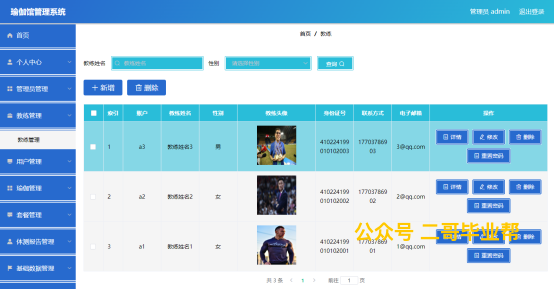 瑜伽馆管理系统
管理员 admin 退出登录
首页
个人中心
管理员管理
教练管理
教练管理
用户管理
瑜伽管理
套餐管理
体测报告管理
基础数据管理
首页 / 教练
教练姓名 教练姓名 性别 查询
+ 新增 删除
索引 账户 教练姓名 性别 教练头像 身份证号 联系方式 电子邮箱 操作
1 a3 教练姓名3 男 410224199010102003 17703786903 3@qq.com 详情 修改 删除
重置密码
2 a2 教练姓名2 女 410224199010102002 17703786902 2@qq.com 详情 修改 删除
重置密码
3 a1 教练姓名1 女 410224199010102001 17703786901 1@qq.com 详情 修改 删除
重置密码
公众号 二哥毕业帮
共 3 条 < 1 > 前往 1 页